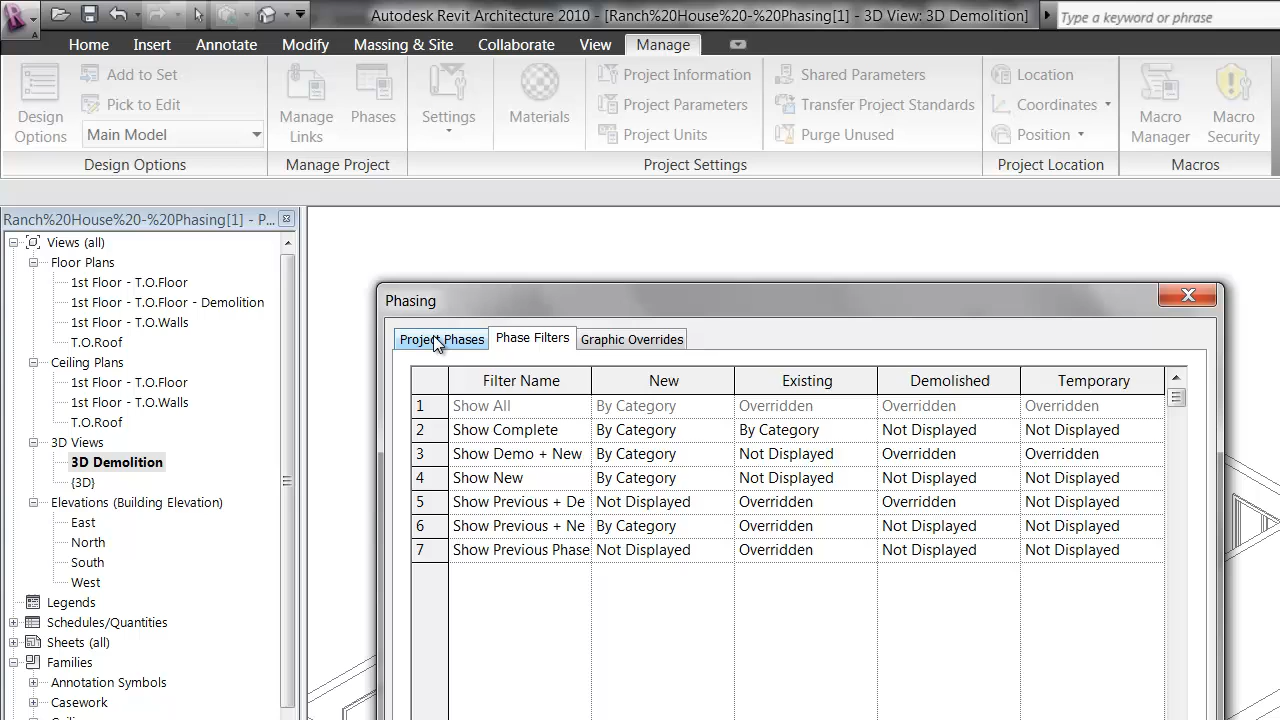 Autodesk Revit Architecture 2010 - [Ranch%20House%20-%20Phasing[1] - 3D View: 3D Demolition]
Type a keyword or phrase
Home Insert Annotate Modify Massing & Site Collaborate View Manage
Design Options
Add to Set
Pick to Edit
Main Model
Design Options
Manage Links
Phases
Manage Project
Settings
Materials
Project Information
Project Parameters
Project Units
Shared Parameters
Transfer Project Standards
Purge Unused
Project Settings
Location
Coordinates
Position
Project Location
Macro Manager
Macro Security
Macros
Ranch%20House%20-%20Phasing[1] - P...
Views (all)
Floor Plans
1st Floor - T.O.Floor
1st Floor - T.O.Floor - Demolition
1st Floor - T.O.Walls
T.O.Roof
Ceiling Plans
1st Floor - T.O.Floor
1st Floor - T.O.Walls
T.O.Roof
3D Views
3D Demolition
{3D}
Elevations (Building Elevation)
East
North
South
West
Legends
Schedules/Quantities
Sheets (all)
Families
Annotation Symbols
Casework
Phasing
Project Phases Phase Filters Graphic Overrides
Filter Name New Existing Demolished Temporary
1 Show All By Category Overridden Overridden Overridden
2 Show Complete By Category By Category Not Displayed Not Displayed
3 Show Demo + New By Category Not Displayed Overridden Overridden
4 Show New By Category Not Displayed Not Displayed Not Displayed
5 Show Previous + De Not Displayed Overridden Overridden Not Displayed
6 Show Previous + Ne By Category Overridden Not Displayed Not Displayed
7 Show Previous Phase Not Displayed Overridden Not Displayed Not Displayed